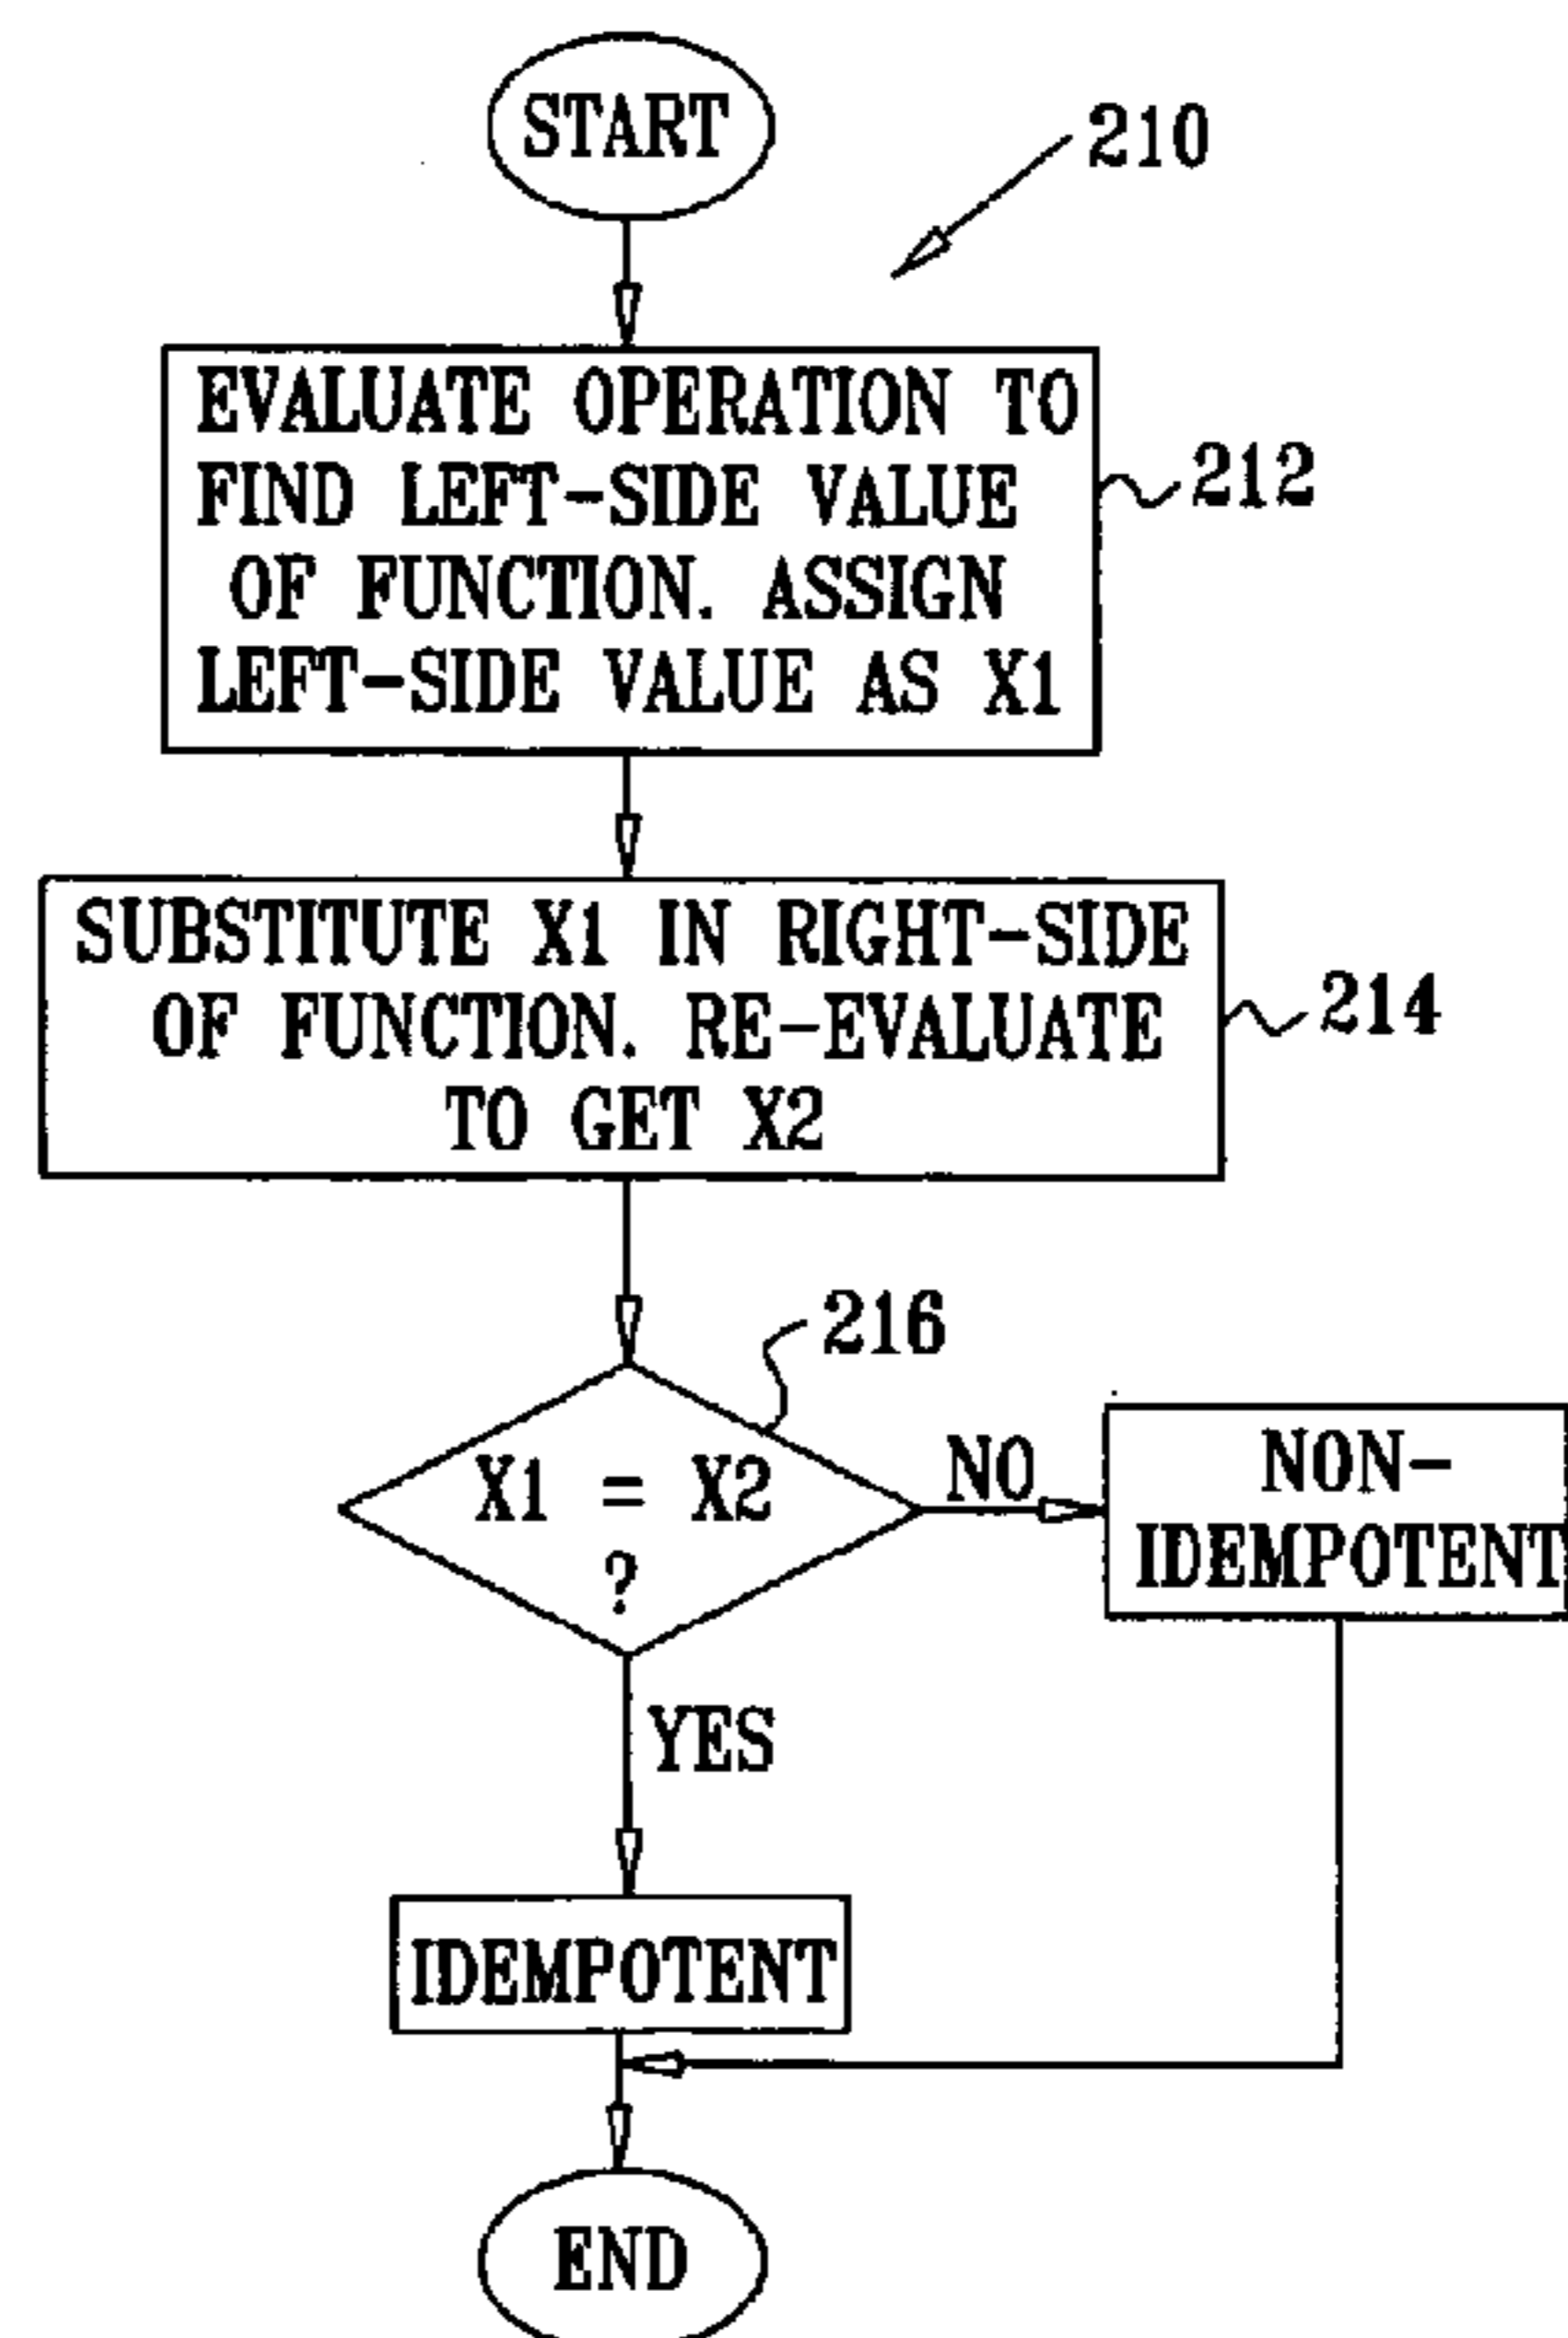 START
210
EVALUATE OPERATION TO
FIND LEFT-SIDE VALUE
OF FUNCTION. ASSIGN
LEFT-SIDE VALUE AS X1
212
SUBSTITUTE X1 IN RIGHT-SIDE
OF FUNCTION. RE-EVALUATE
TO GET X2
214
216
X1 = X2
?
NO
NON-
IDEMPOTENT
YES
IDEMPOTENT
END